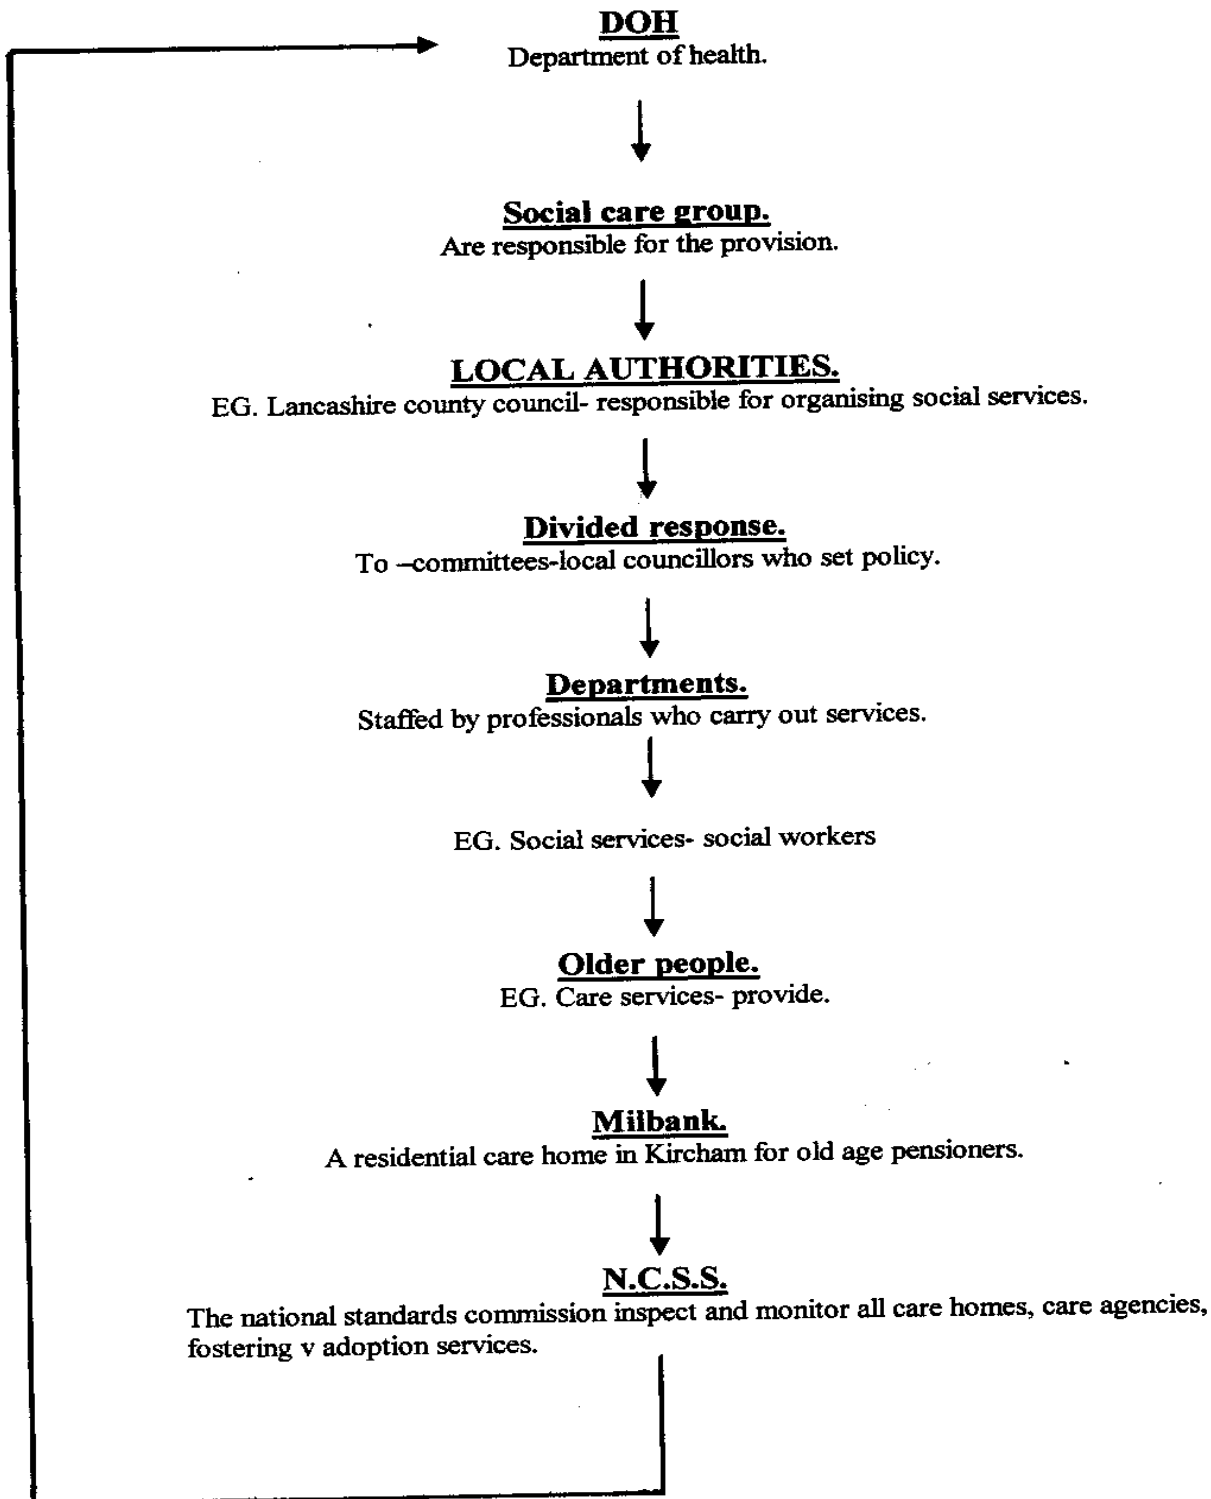 DOH
Department of health.
Social care group.
Are responsible for the provision.
LOCAL AUTHORITIES.
EG. Lancashire county council- responsible for organising social services.
Divided response.
To –committees-local councillors who set policy.
Departments.
Staffed by professionals who carry out services.
EG. Social services- social workers
Older people.
EG. Care services- provide.
Milbank.
A residential care home in Kircham for old age pensioners.
N.C.S.S.
The national standards commission inspect and monitor all care homes, care agencies,
fostering v adoption services.